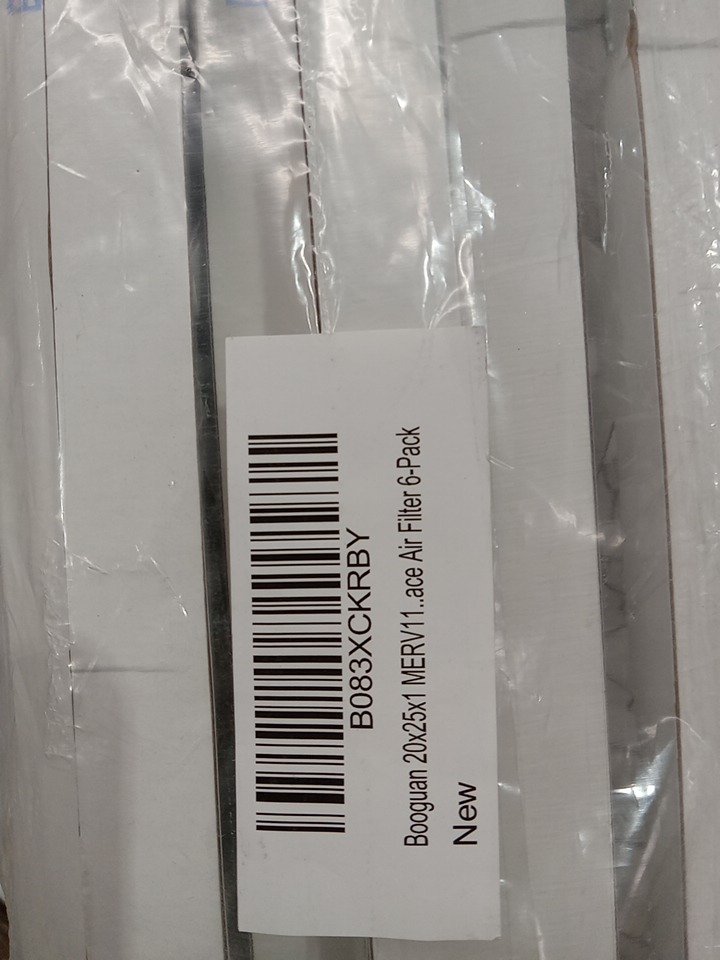 B083XCKRBY
Booguan 20x25x1 MERV11...ace Air Filter 6-Pack
New